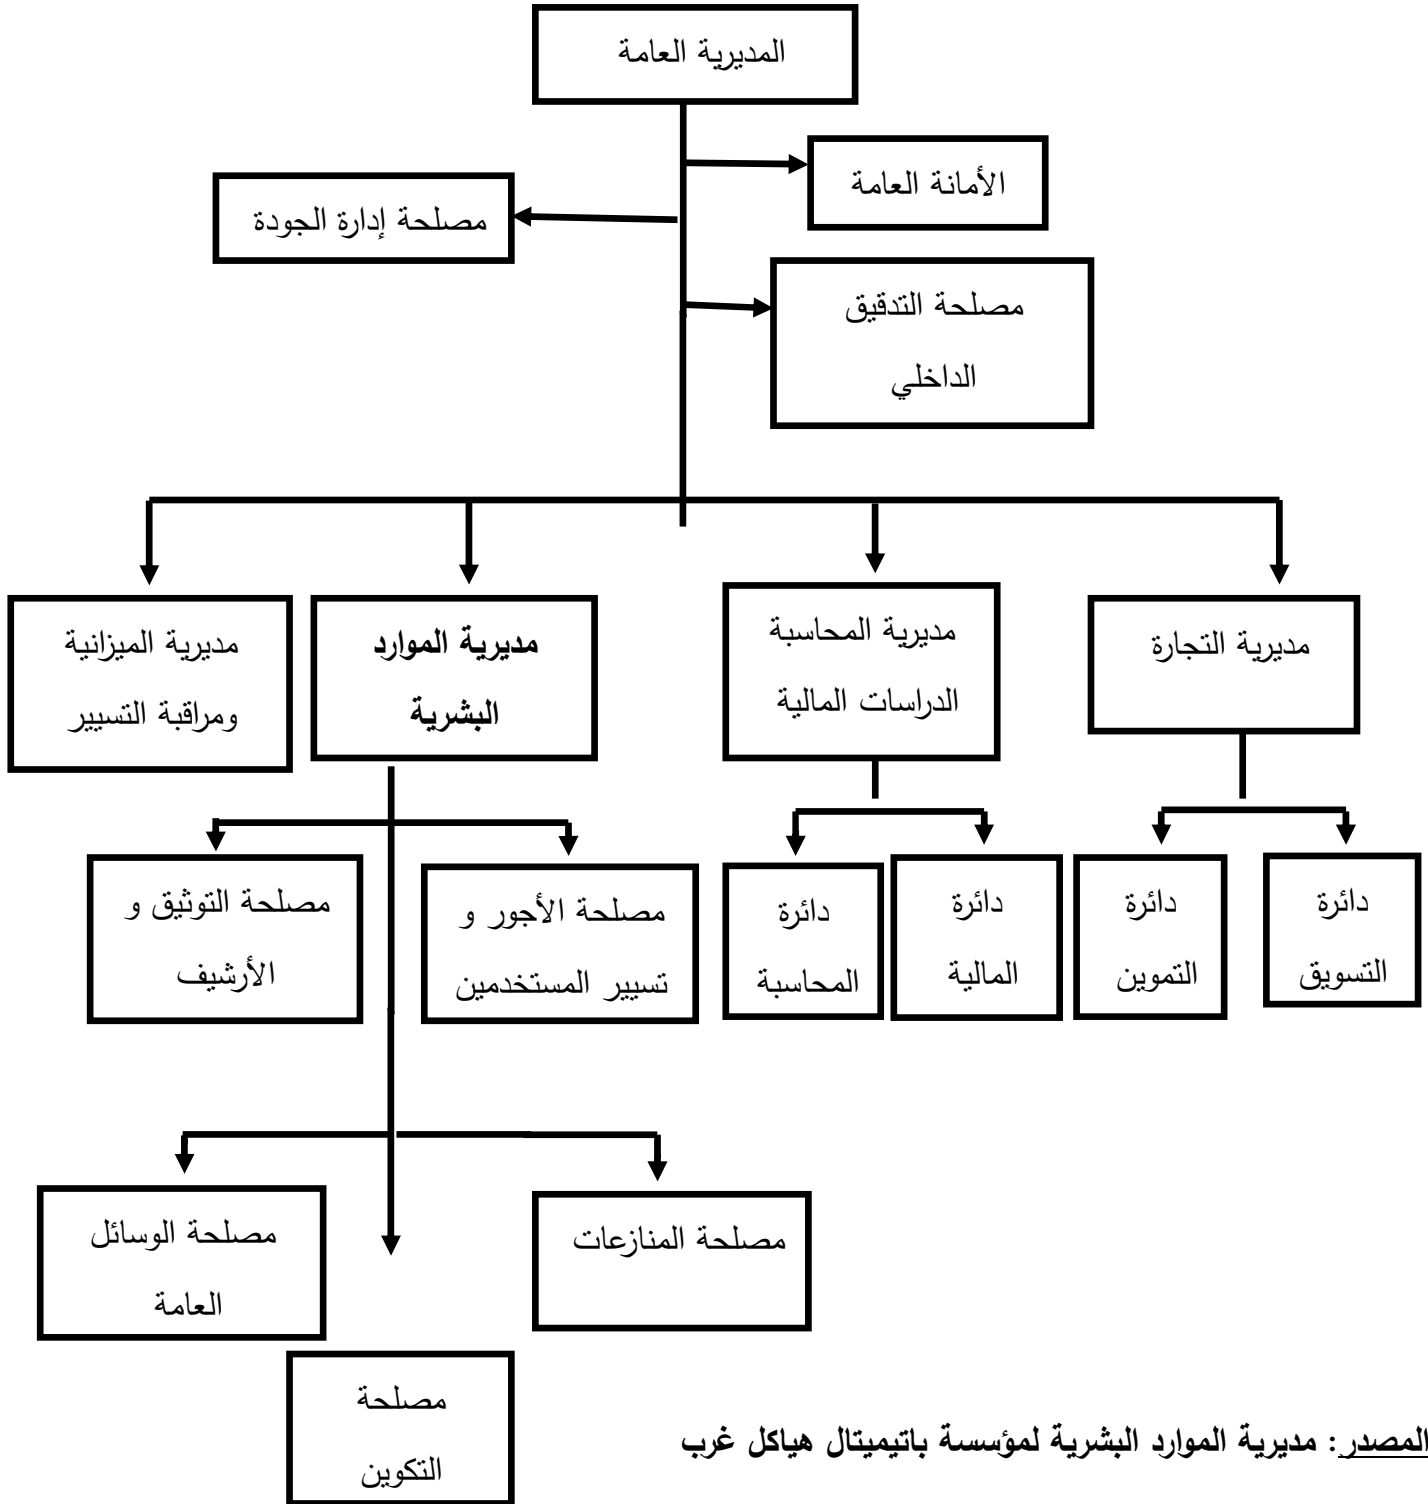 المديرية العامة
الأمانة العامة
مصلحة إدارة الجودة
مصلحة التدقيق
الداخلي
مديرية التجارة
مديرية المحاسبة
الدراسات المالية
مديرية الموارد
البشرية
مديرية الميزانية
ومراقبة التسيير
دائرة
التسويق
دائرة
التموين
دائرة
المالية
دائرة
المحاسبة
مصلحة الأجور و
تسيير المستخدمين
مصلحة التوثيق و
الأرشيف
مصلحة المنازعات
مصلحة الوسائل
العامة
مصلحة
التكوين
المصدر: مديرية الموارد البشرية لمؤسسة باتيميتال هياكل غرب